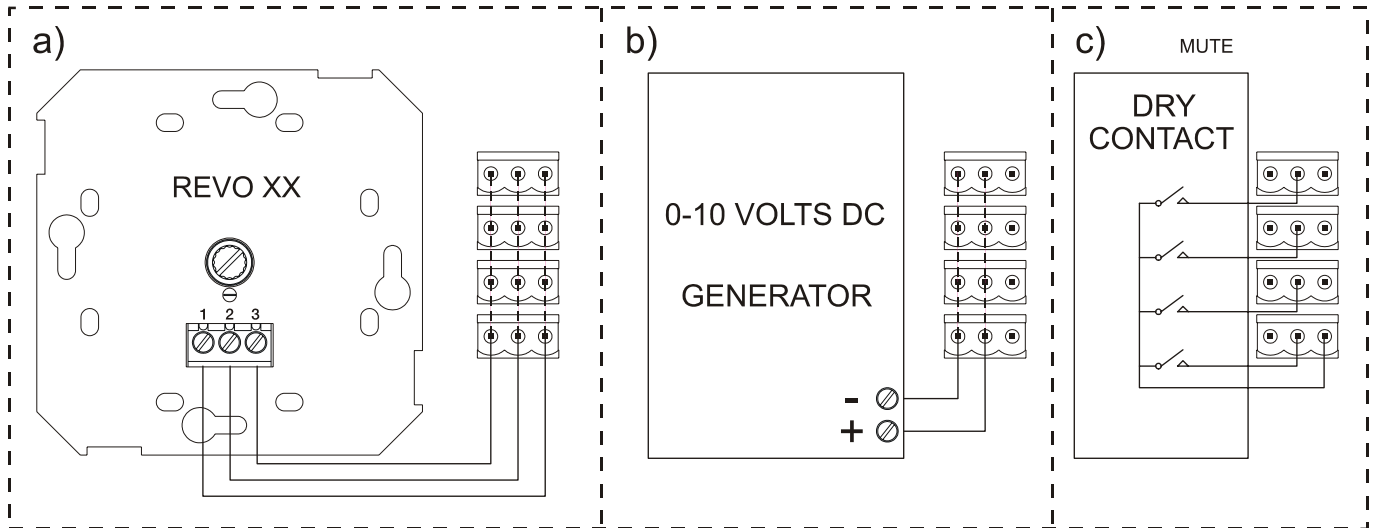 a)
REVO XX
1 2 3
b)
0-10 VOLTS DC
GENERATOR
-
+
c)
MUTE
DRY
CONTACT